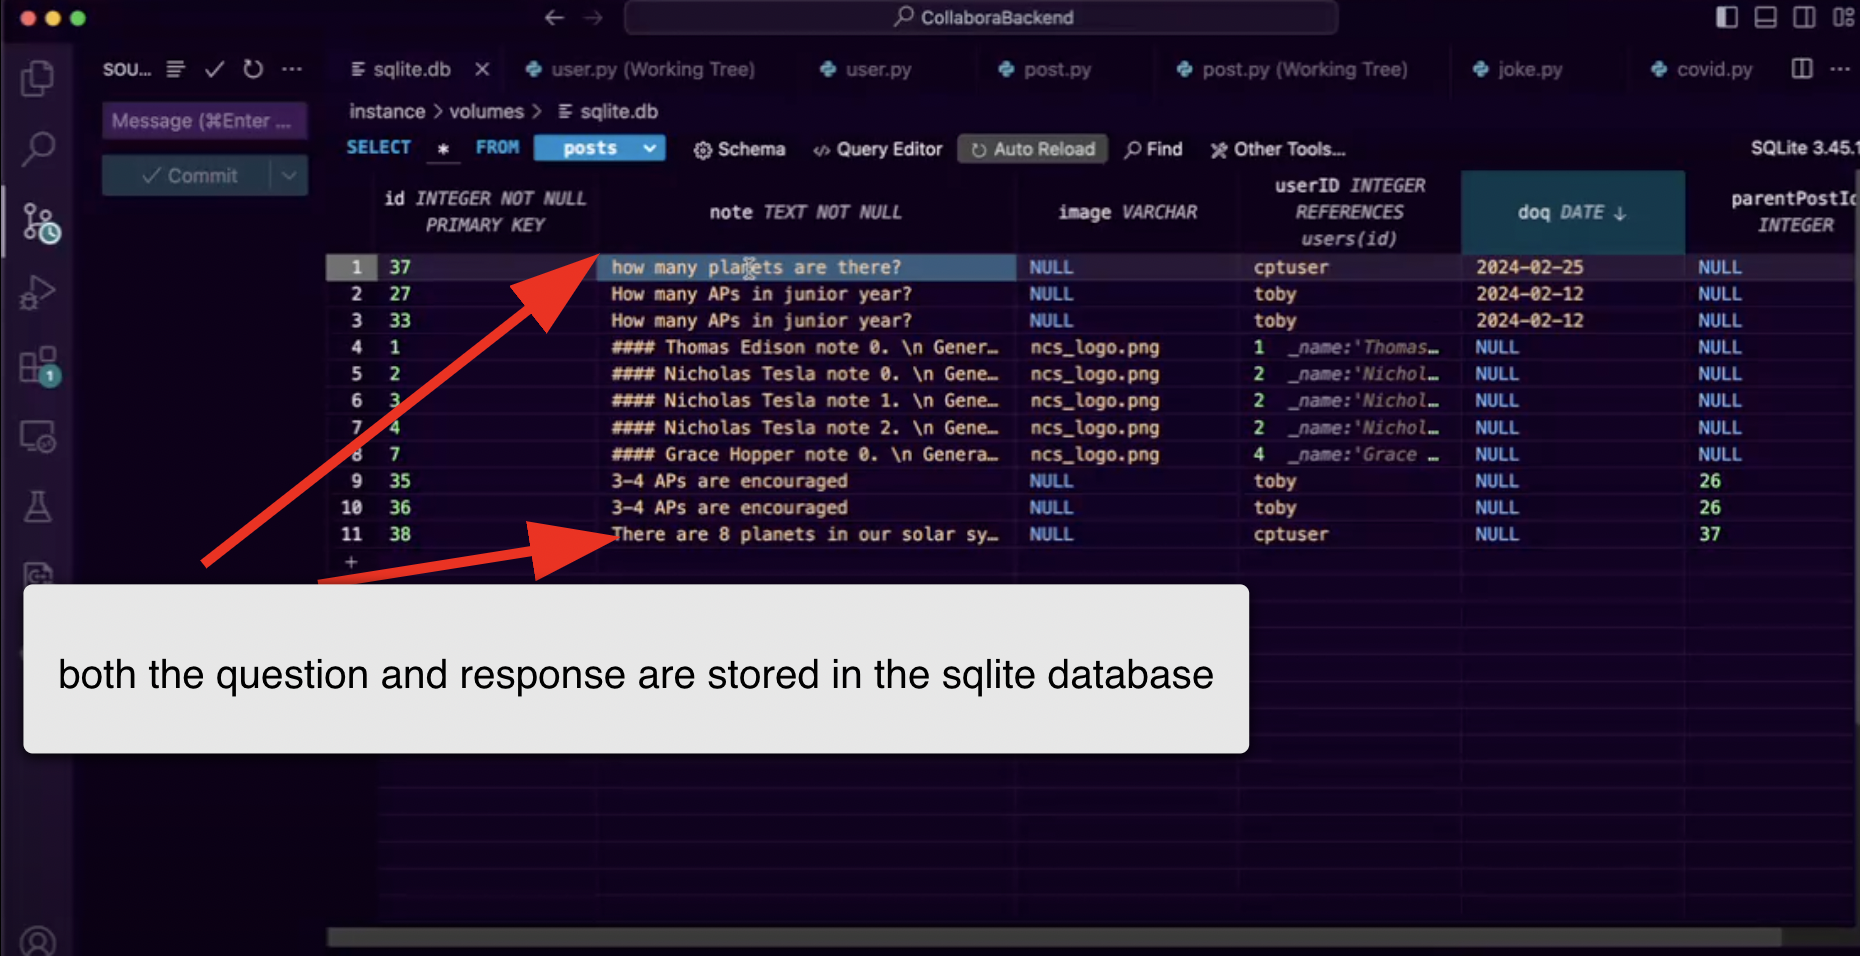 CollaboraBackend
SOU... sqlite.db user.py (Working Tree) user.py post.py post.py (Working Tree) joke.py covid.py
Message (⌘Enter ...
Commit
instance > volumes > sqlite.db
SELECT * FROM posts Schema Query Editor Auto Reload Find Other Tools... SQLite 3.45.1
id INTEGER NOT NULL PRIMARY KEY note TEXT NOT NULL image VARCHAR userID INTEGER REFERENCES users(id) doq DATE ↓ parentPostId INTEGER
1 37 how many planets are there? NULL cptuser 2024-02-25 NULL
2 27 How many APs in junior year? NULL toby 2024-02-12 NULL
3 33 How many APs in junior year? NULL toby 2024-02-12 NULL
4 1 #### Thomas Edison note 0. \n Gener… ncs_logo.png 1 _name:'Thomas… NULL NULL
5 2 #### Nicholas Tesla note 0. \n Gene… ncs_logo.png 2 _name:'Nichol… NULL NULL
6 3 #### Nicholas Tesla note 1. \n Gene… ncs_logo.png 2 _name:'Nichol… NULL NULL
7 4 #### Nicholas Tesla note 2. \n Gene… ncs_logo.png 2 _name:'Nichol… NULL NULL
8 7 #### Grace Hopper note 0. \n Genera… ncs_logo.png 4 _name:'Grace … NULL NULL
9 35 3-4 APs are encouraged NULL toby NULL 26
10 36 3-4 APs are encouraged NULL toby NULL 26
11 38 There are 8 planets in our solar sy… NULL cptuser NULL 37
+
1
both the question and response are stored in the sqlite database